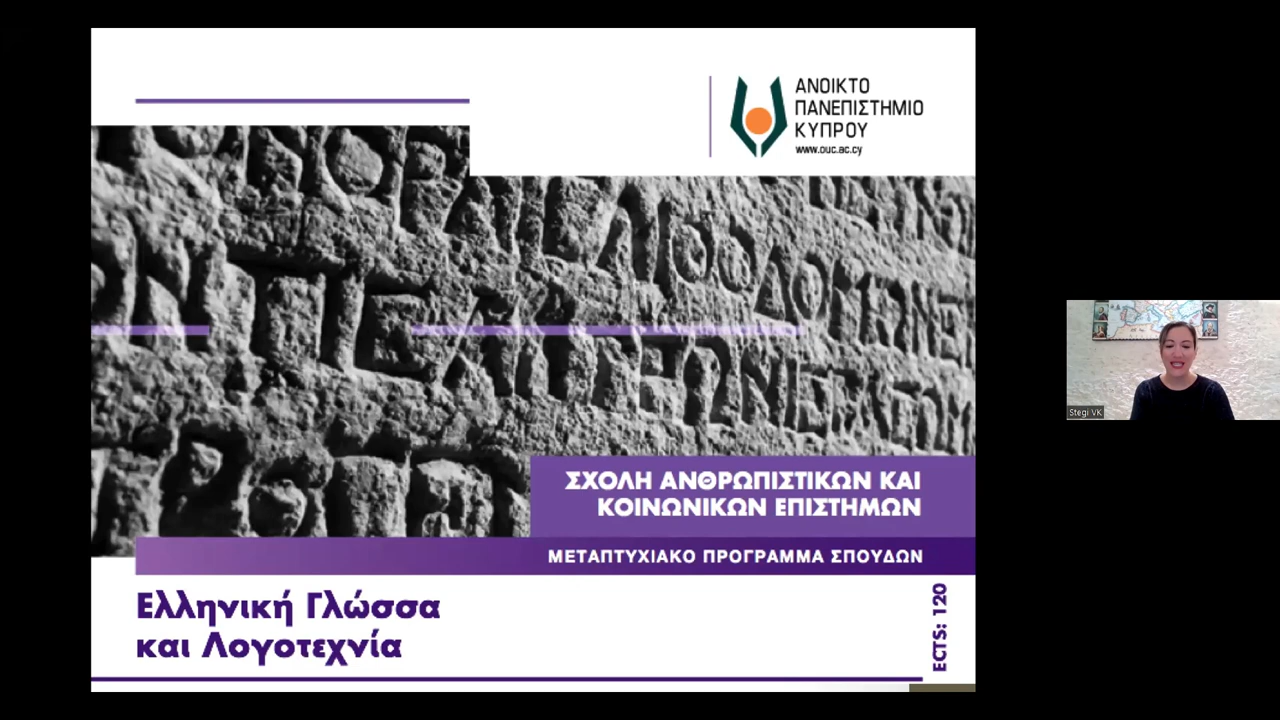 ΑΝΟΙΚΤΟ
ΠΑΝΕΠΙΣΤΗΜΙΟ
ΚΥΠΡΟΥ
www.ouc.ac.cy
ΣΧΟΛΗ ΑΝΘΡΩΠΙΣΤΙΚΩΝ ΚΑΙ
ΚΟΙΝΩΝΙΚΩΝ ΕΠΙΣΤΗΜΩΝ
ΜΕΤΑΠΤΥΧΙΑΚΟ ΠΡΟΓΡΑΜΜΑ ΣΠΟΥΔΩΝ
Ελληνική Γλώσσα
και Λογοτεχνία
ECTS: 120
Stegi VK